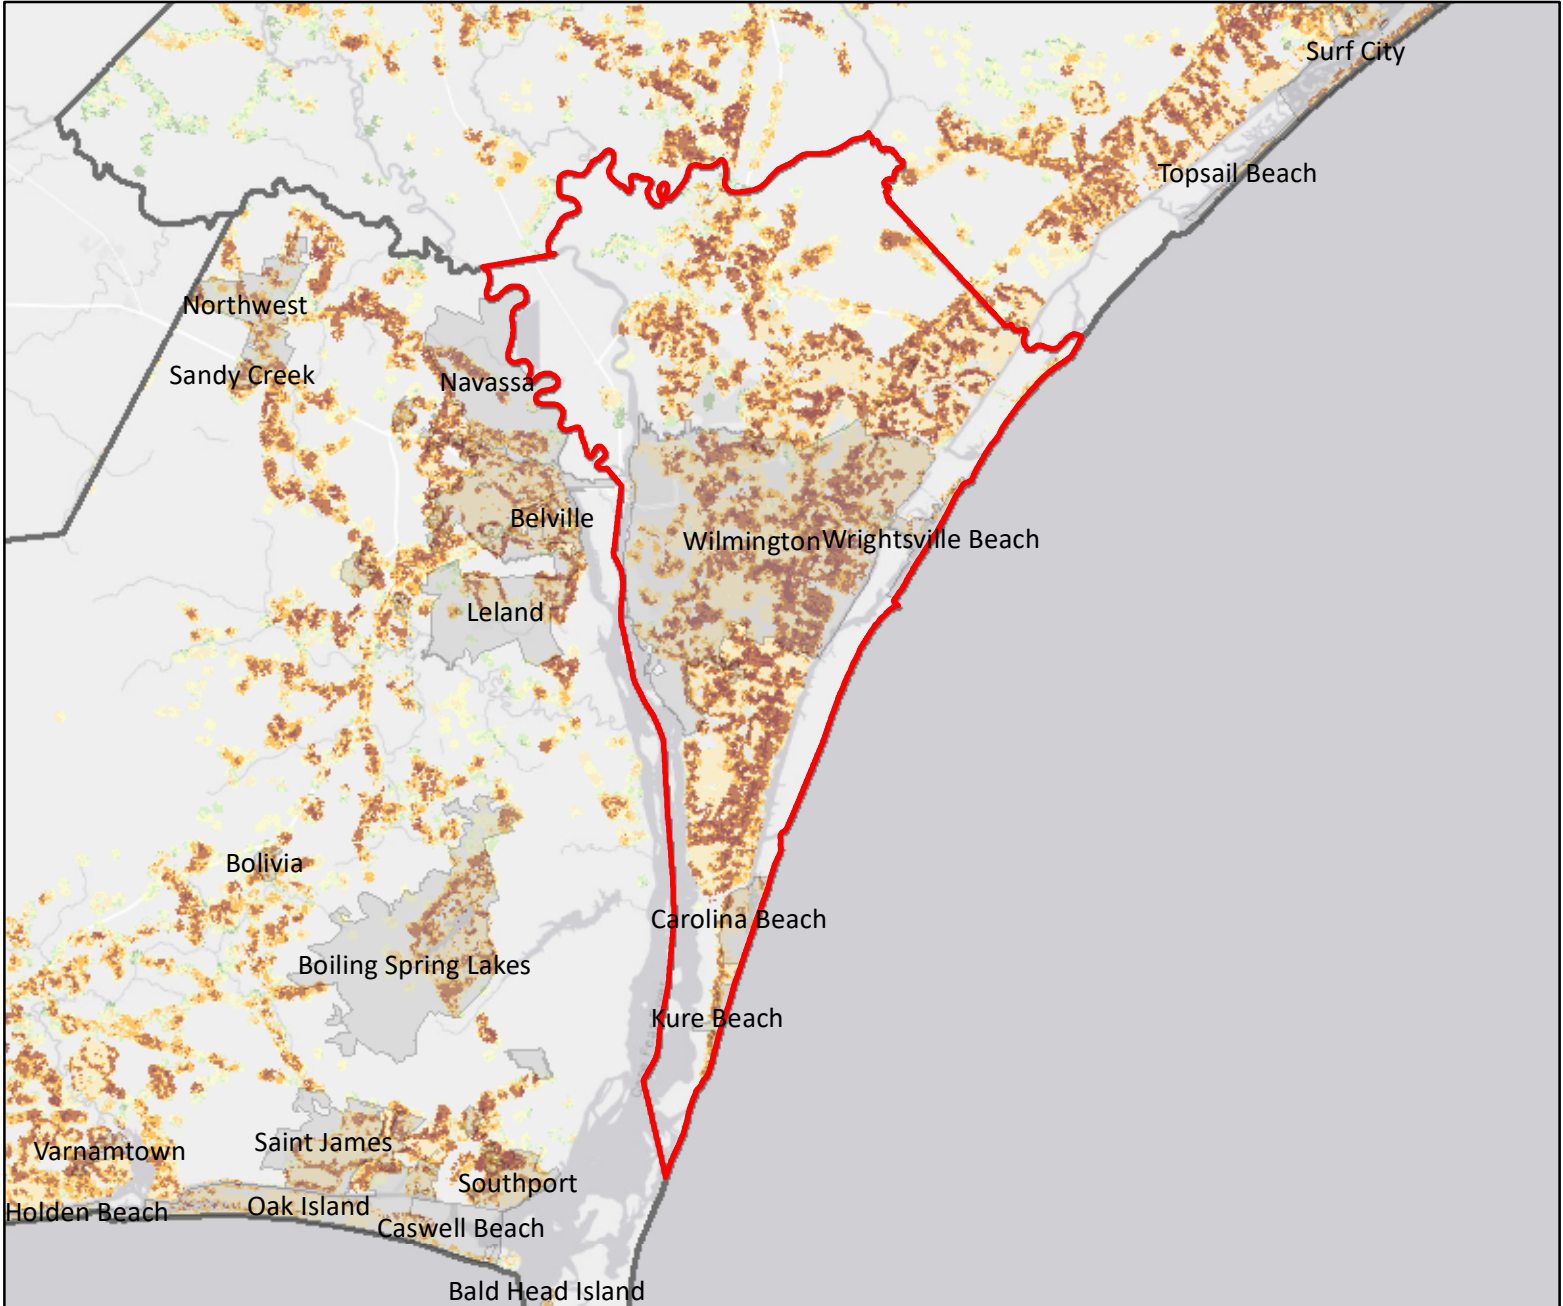 Surf City
Topsail Beach
Northwest
Sandy Creek
Navassa
Belville
Wilmington
Wrightsville Beach
Leland
Bolivia
Carolina Beach
Boiling Spring Lakes
Kure Beach
Saint James
Varnamtown
Southport
Oak Island
Holden Beach
Caswell Beach
Bald Head Island